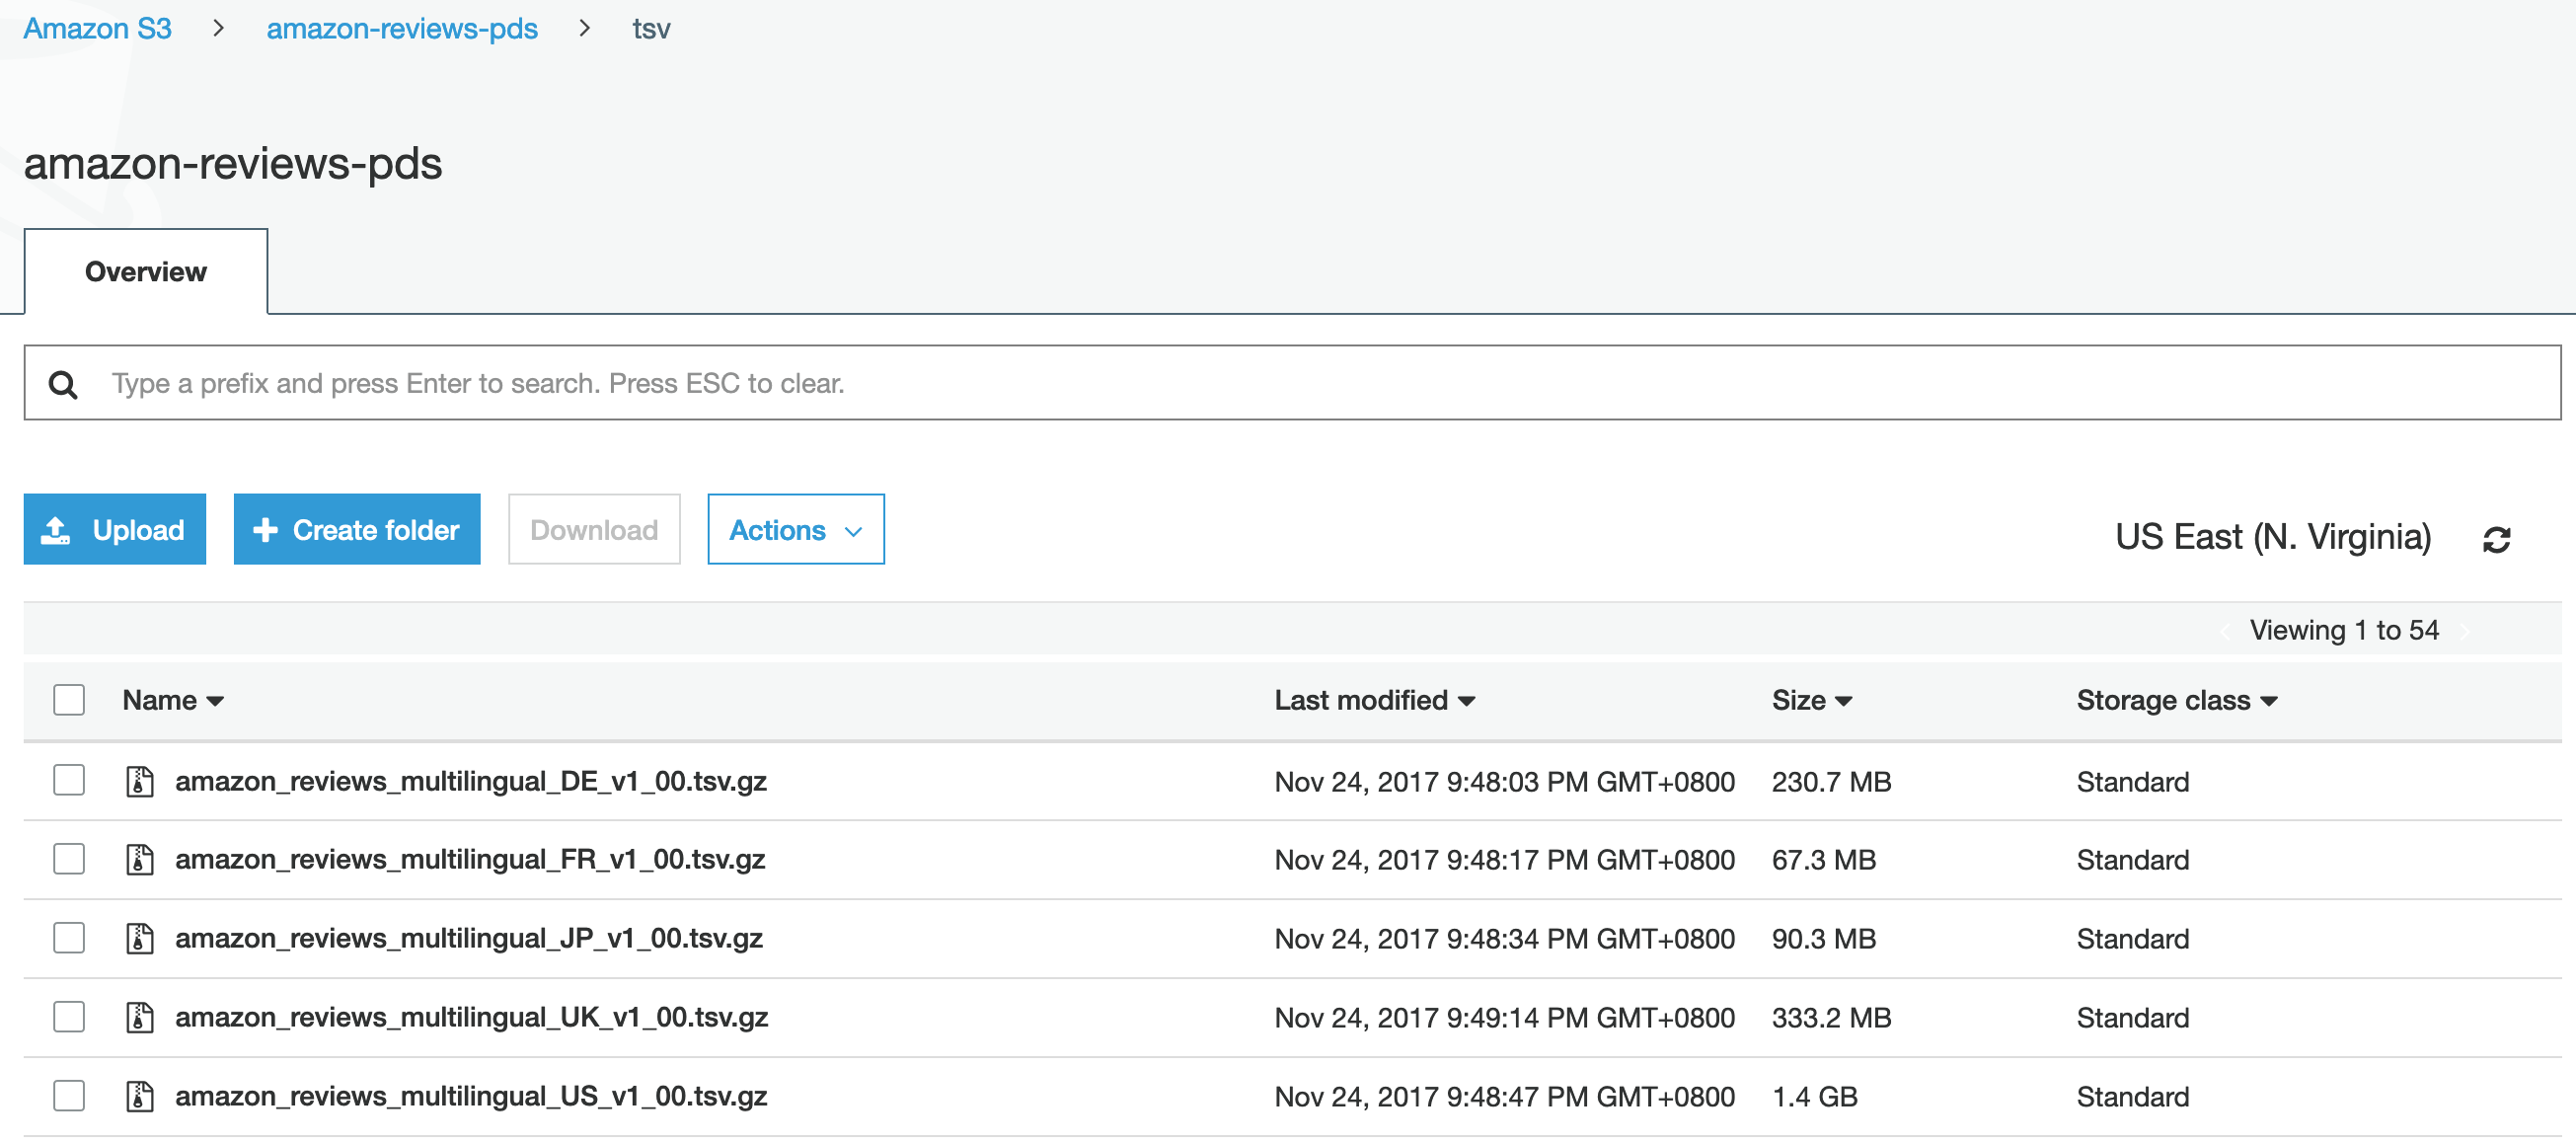 Amazon S3 > amazon-reviews-pds > tsv
amazon-reviews-pds
Overview
Type a prefix and press Enter to search. Press ESC to clear.
Upload + Create folder Download Actions
US East (N. Virginia)
Viewing 1 to 54
Name Last modified Size Storage class
amazon_reviews_multilingual_DE_v1_00.tsv.gz Nov 24, 2017 9:48:03 PM GMT+0800 230.7 MB Standard
amazon_reviews_multilingual_FR_v1_00.tsv.gz Nov 24, 2017 9:48:17 PM GMT+0800 67.3 MB Standard
amazon_reviews_multilingual_JP_v1_00.tsv.gz Nov 24, 2017 9:48:34 PM GMT+0800 90.3 MB Standard
amazon_reviews_multilingual_UK_v1_00.tsv.gz Nov 24, 2017 9:49:14 PM GMT+0800 333.2 MB Standard
amazon_reviews_multilingual_US_v1_00.tsv.gz Nov 24, 2017 9:48:47 PM GMT+0800 1.4 GB Standard